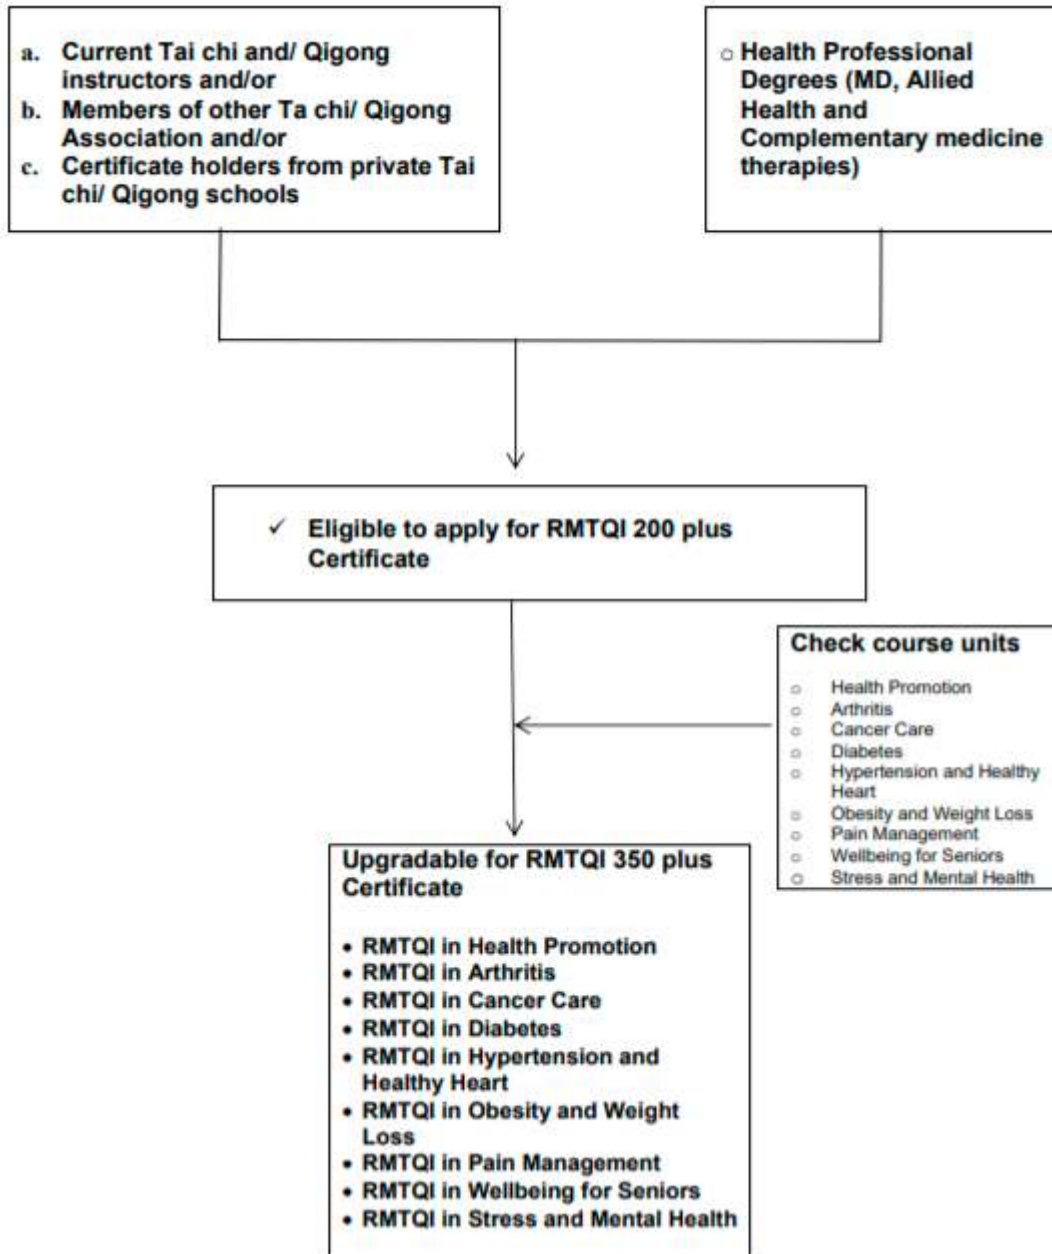 a. Current Tai chi and/ Qigong
instructors and/or
b. Members of other Ta chi/ Qigong
Association and/or
c. Certificate holders from private Tai
chi/ Qigong schools
○ Health Professional
Degrees (MD, Allied
Health and
Complementary medicine
therapies)
✓ Eligible to apply for RMTQI 200 plus
Certificate
Check course units
○ Health Promotion
○ Arthritis
○ Cancer Care
○ Diabetes
○ Hypertension and Healthy
Heart
○ Obesity and Weight Loss
○ Pain Management
○ Wellbeing for Seniors
○ Stress and Mental Health
Upgradable for RMTQI 350 plus
Certificate
• RMTQI in Health Promotion
• RMTQI in Arthritis
• RMTQI in Cancer Care
• RMTQI in Diabetes
• RMTQI in Hypertension and
Healthy Heart
• RMTQI in Obesity and Weight
Loss
• RMTQI in Pain Management
• RMTQI in Wellbeing for Seniors
• RMTQI in Stress and Mental Health